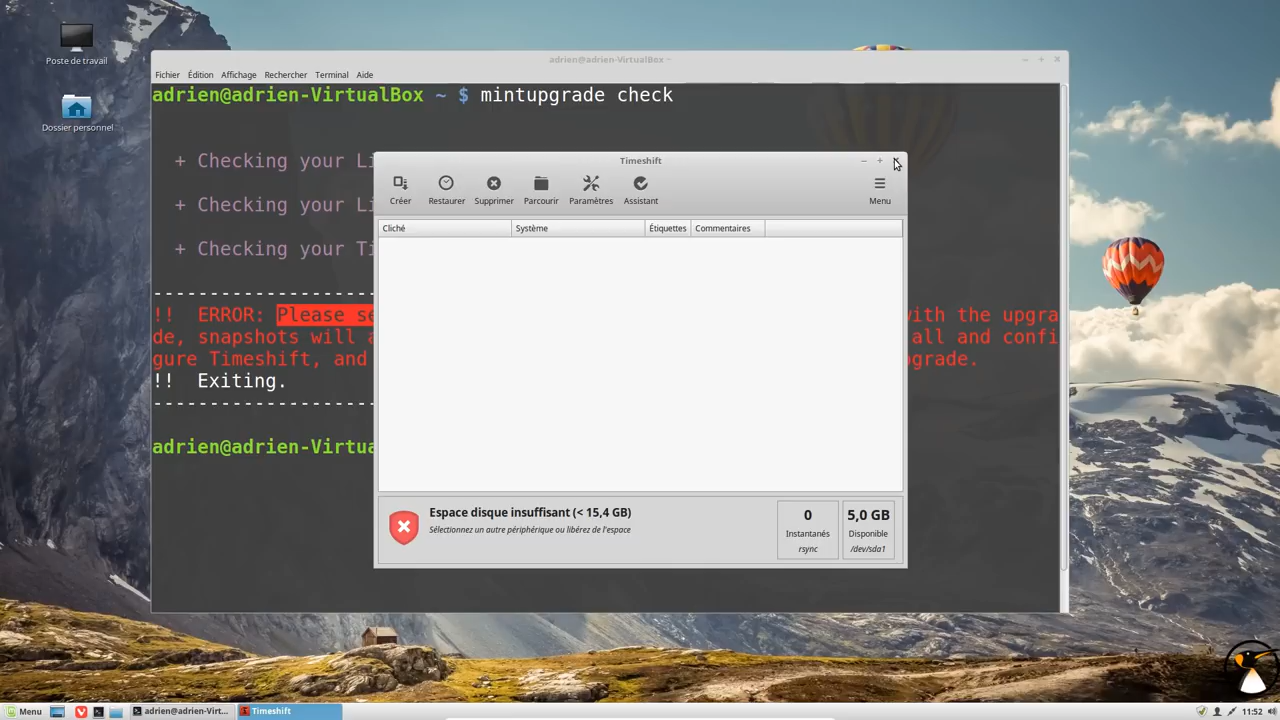 Poste de travail
Dossier personnel
adrien@adrien-VirtualBox ~
Fichier Édition Affichage Rechercher Terminal Aide
adrien@adrien-VirtualBox ~ $ mintupgrade check
+ Checking your Li
+ Checking your Li
+ Checking your Ti
-------------------
!! ERROR: Please se with the upgra
de, snapshots will a all and confi
gure Timeshift, and pgrade.
!! Exiting.
-------------------
adrien@adrien-Virtua
Timeshift
Créer Restaurer Supprimer Parcourir Paramètres Assistant Menu
Cliché Système Étiquettes Commentaires
Espace disque insuffisant (< 15,4 GB)
Sélectionnez un autre périphérique ou libérez de l'espace
0
Instantanés
rsync
5,0 GB
Disponible
/dev/sda1
Menu adrien@adrien-Virt... Timeshift 11:52